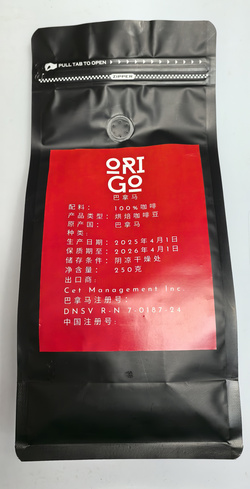 PULL TAB TO OPEN
ZIPPER
ORI
GO
巴拿马
配料： 100%咖啡
产品类型：烘焙咖啡豆
原产国： 巴拿马
种类：
生产日期：2025年4月1日
保质期至：2026年4月1日
储存条件：阴凉干燥处
净含量： 250克
出口商：
Cet Management Inc.
巴拿马注册号：
DNSV R-N 7-0187-24
中国注册号：